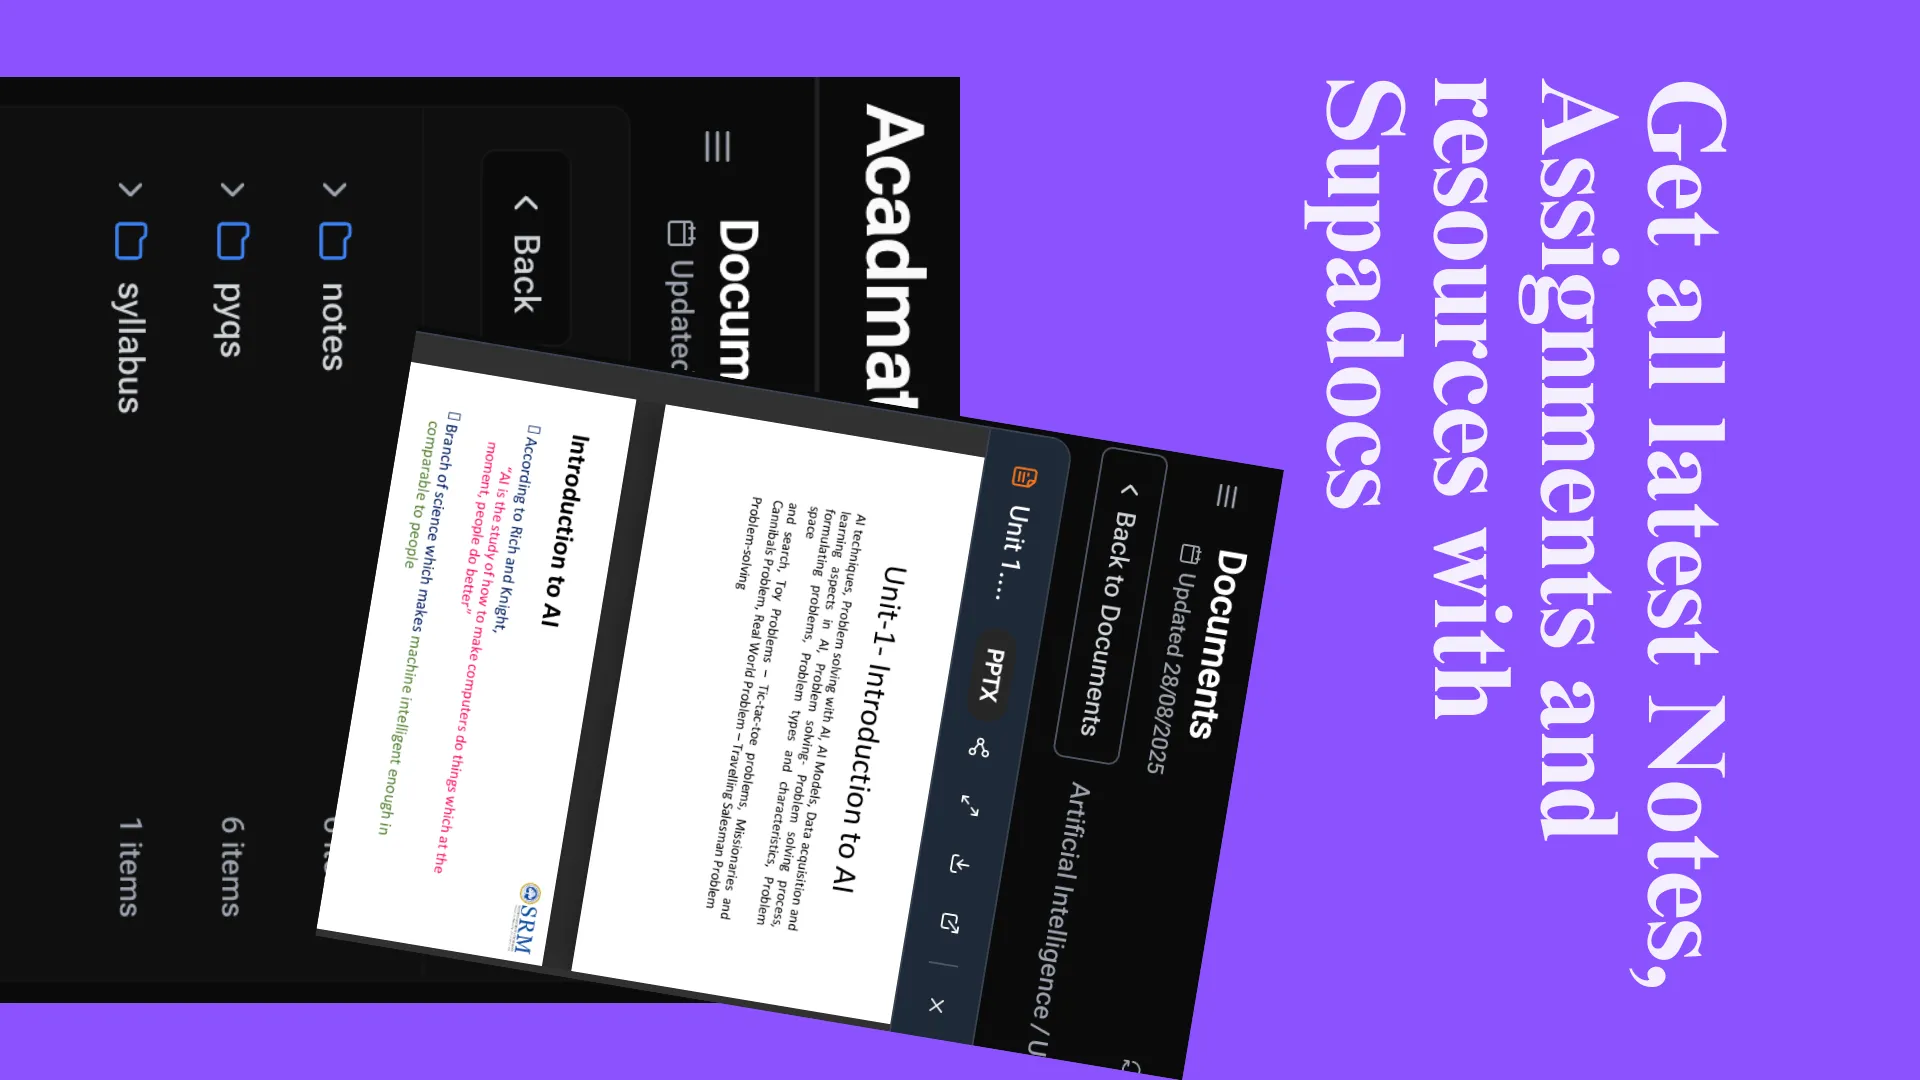 Get all latest Notes,
Assignments and
resources with
Supadocs
Acadmat
Docum
Updated
Back
notes
pyqs
6 items
syllabus
1 items
Documents
Updated 28/08/2025
Back to Documents
Artificial Intelligence / U
Unit 1....
PPTX
Unit-1- Introduction to AI
AI techniques, Problem solving with AI, AI Models, Data acquisition and
learning aspects in AI, Problem solving- Problem solving process,
formulating problems, Problem types and characteristics, Problem
space
and search, Toy Problems – Tic-tac-toe problems, Missionaries and
Cannibals Problem, Real World Problem – Travelling Salesman Problem
Problem-solving
Introduction to AI
According to Rich and Knight,
"AI is the study of how to make computers do things which at the
moment, people do better"
Branch of science which makes machine intelligent enough in
comparable to people
SRM